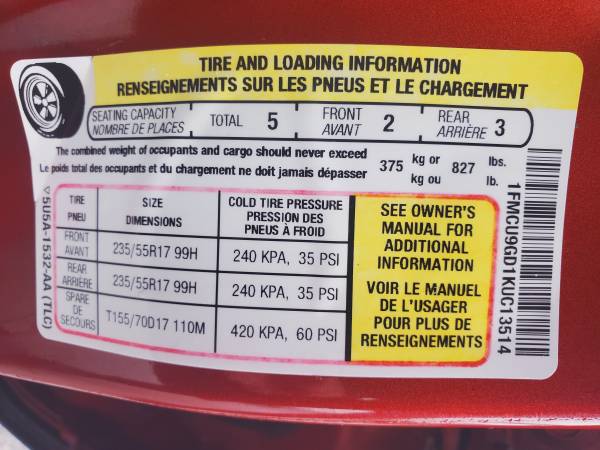 TIRE AND LOADING INFORMATION
RENSEIGNEMENTS SUR LES PNEUS ET LE CHARGEMENT
SEATING CAPACITY
NOMBRE DE PLACES
TOTAL 5
FRONT
AVANT 2
REAR
ARRIÈRE 3
The combined weight of occupants and cargo should never exceed
Le poids total des occupants et du chargement ne doit jamais dépasser
375 kg or 827 lbs.
kg ou lb.
TIRE
PNEU
SIZE
DIMENSIONS
COLD TIRE PRESSURE
PRESSION DES
PNEUS À FROID
FRONT
AVANT
235/55R17 99H
240 KPA, 35 PSI
REAR
ARRIÈRE
235/55R17 99H
240 KPA, 35 PSI
SPARE
DE SECOURS
T155/70D17 110M
420 KPA, 60 PSI
SEE OWNER'S
MANUAL FOR
ADDITIONAL
INFORMATION
VOIR LE MANUEL
DE L'USAGER
POUR PLUS DE
RENSEIGNEMENTS
5U5A-1532-AA (TLC)
1FMCU9GD1KUC13514